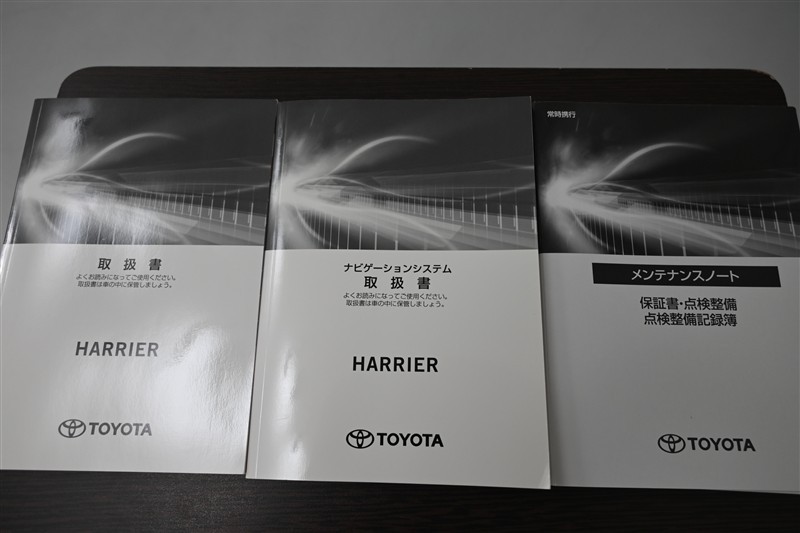 取扱書
よくお読みになってご使用ください。
取扱書は車の中に保管しましょう。
HARRIER
TOYOTA
ナビゲーションシステム
取扱書
よくお読みになってご使用ください。
取扱書は車の中に保管しましょう。
HARRIER
TOYOTA
常時携行
メンテナンスノート
保証書・点検整備
点検整備記録簿
TOYOTA